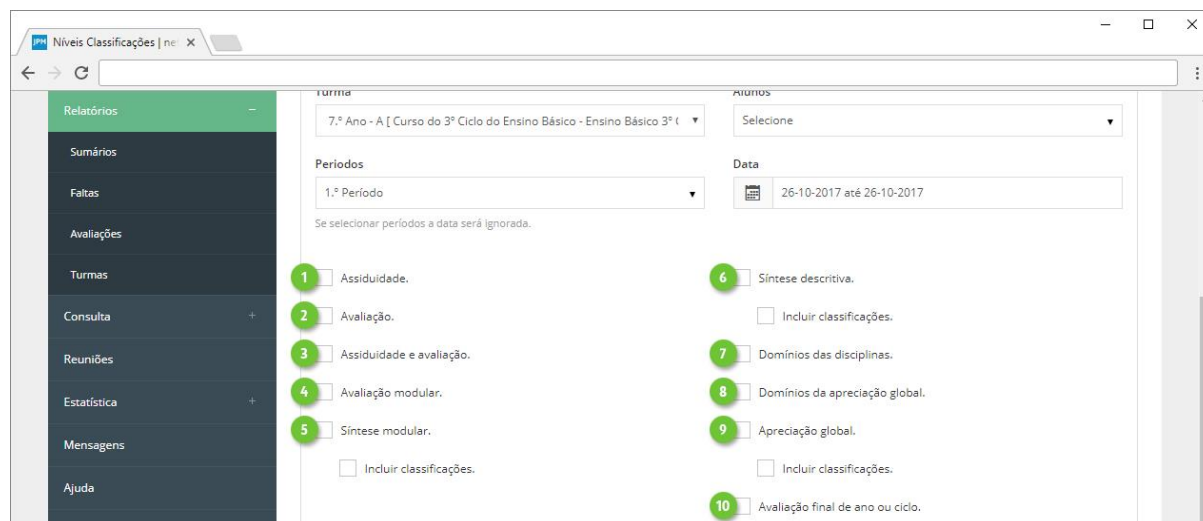 JPM Níveis Classificações | ne
Relatórios
Sumários
Faltas
Avaliações
Turmas
Consulta
Reuniões
Estatística
Mensagens
Ajuda
Turma
7.º Ano - A [ Curso do 3º Ciclo do Ensino Básico - Ensino Básico 3º (
Alunos
Selecione
Periodos
1.º Período
Se selecionar períodos a data será ignorada.
Data
26-10-2017 até 26-10-2017
1 Assiduidade.
2 Avaliação.
3 Assiduidade e avaliação.
4 Avaliação modular.
5 Síntese modular.
Incluir classificações.
6 Síntese descritiva.
Incluir classificações.
7 Domínios das disciplinas.
8 Domínios da apreciação global.
9 Apreciação global.
Incluir classificações.
10 Avaliação final de ano ou ciclo.